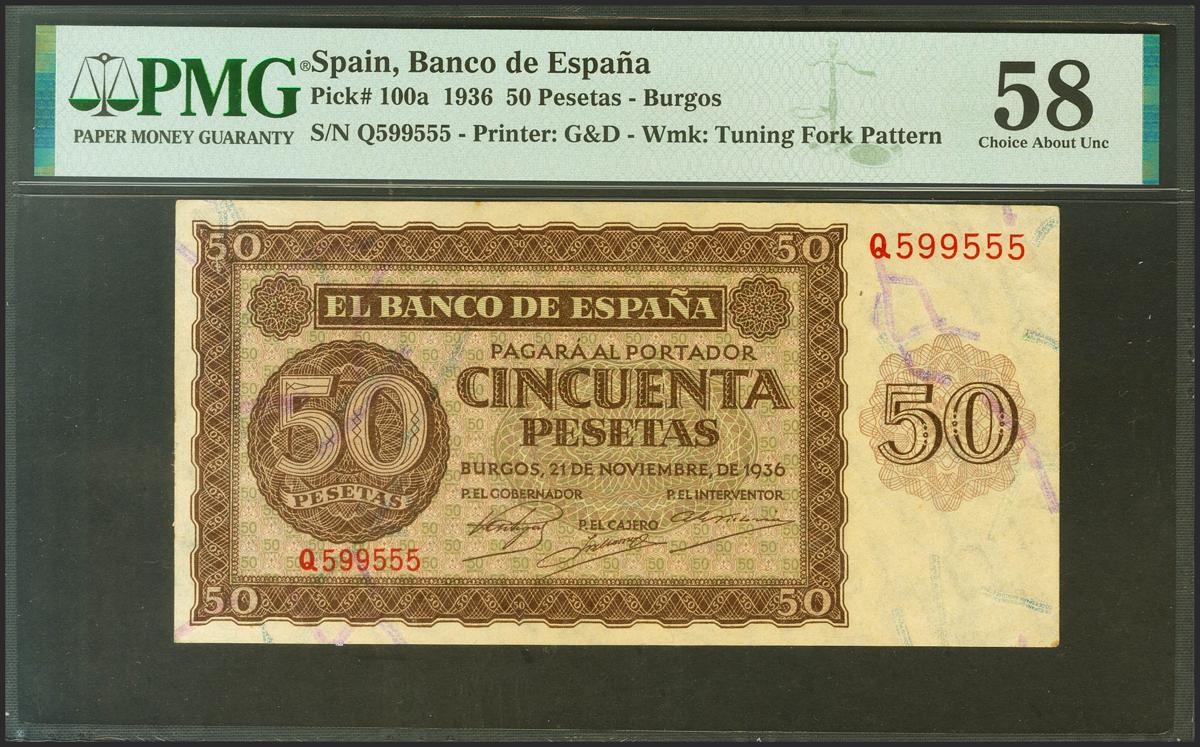 PMG® Spain, Banco de España
Pick# 100a 1936 50 Pesetas - Burgos
PAPER MONEY GUARANTY
S/N Q599555 - Printer: G&D - Wmk: Tuning Fork Pattern
58
Choice About Unc
50 50
Q599555
EL BANCO DE ESPAÑA
PAGARÁ AL PORTADOR
CINCUENTA
PESETAS
50
PESETAS
50
BURGOS, 21 DE NOVIEMBRE, DE 1936
P. EL GOBERNADOR P. EL INTERVENTOR
P. EL CAJERO
Q599555
50 50